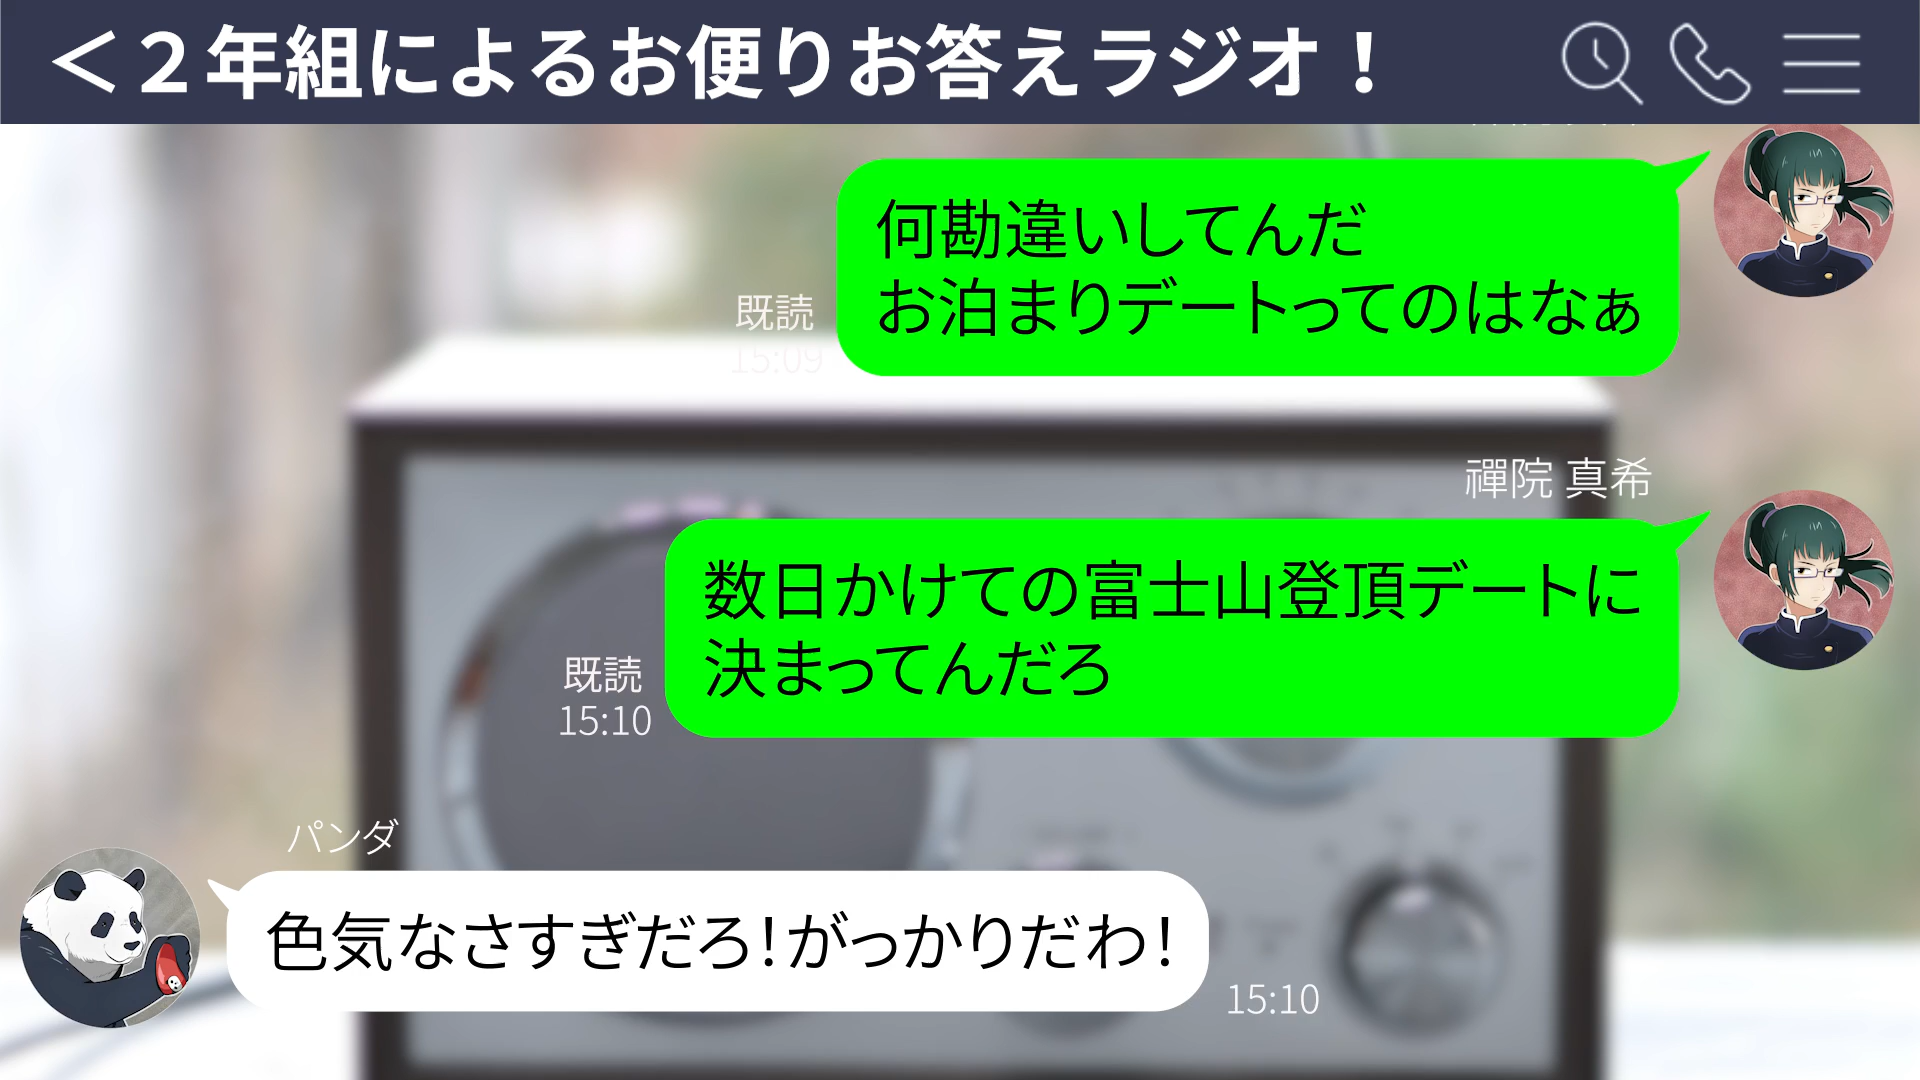 ＜２年組によるお便りお答えラジオ！
何勘違いしてんだ
お泊まりデートってのはなぁ
既読
15:09
禪院 真希
数日かけての富士山登頂デートに
決まってんだろ
既読
15:10
パンダ
色気なさすぎだろ！がっかりだわ！
15:10